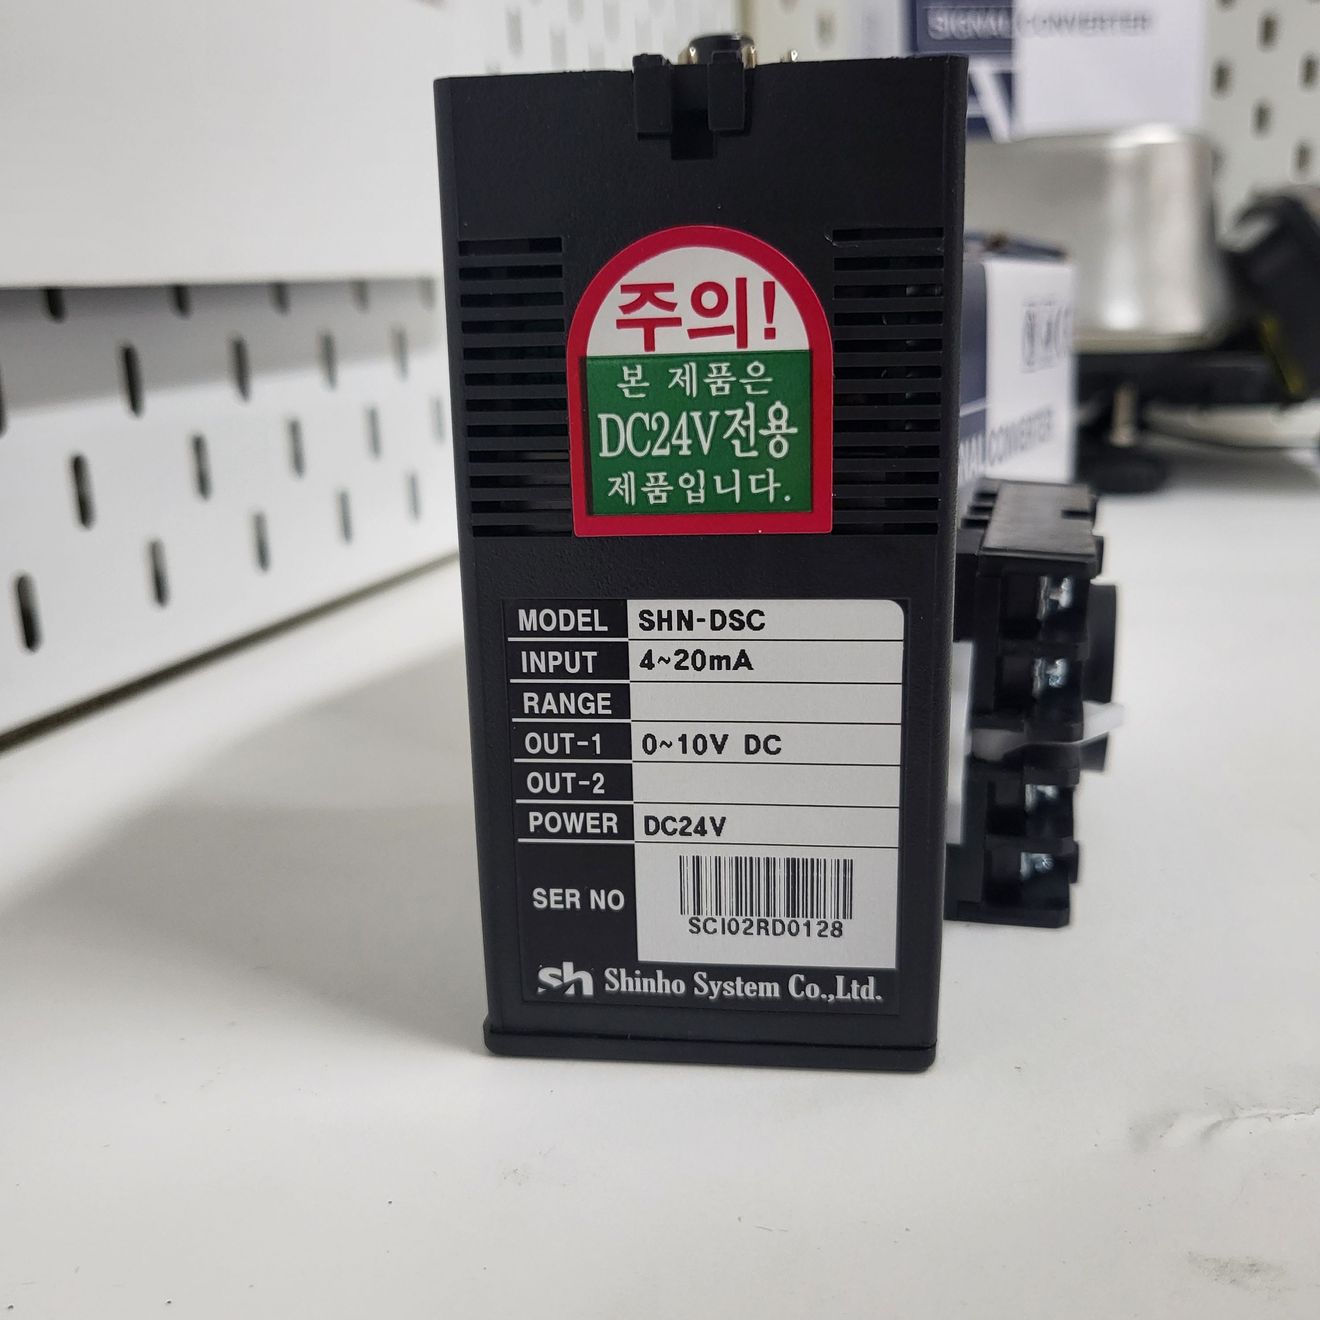 SIGNAL CONVERTER
주의!
본 제품은
DC24V전용
제품입니다.
CONVERTER
MODEL SHN-DSC
INPUT 4~20mA
RANGE
OUT-1 0~10V DC
OUT-2
POWER DC24V
SER NO
SCI02RD0128
sh Shinho System Co.,Ltd.